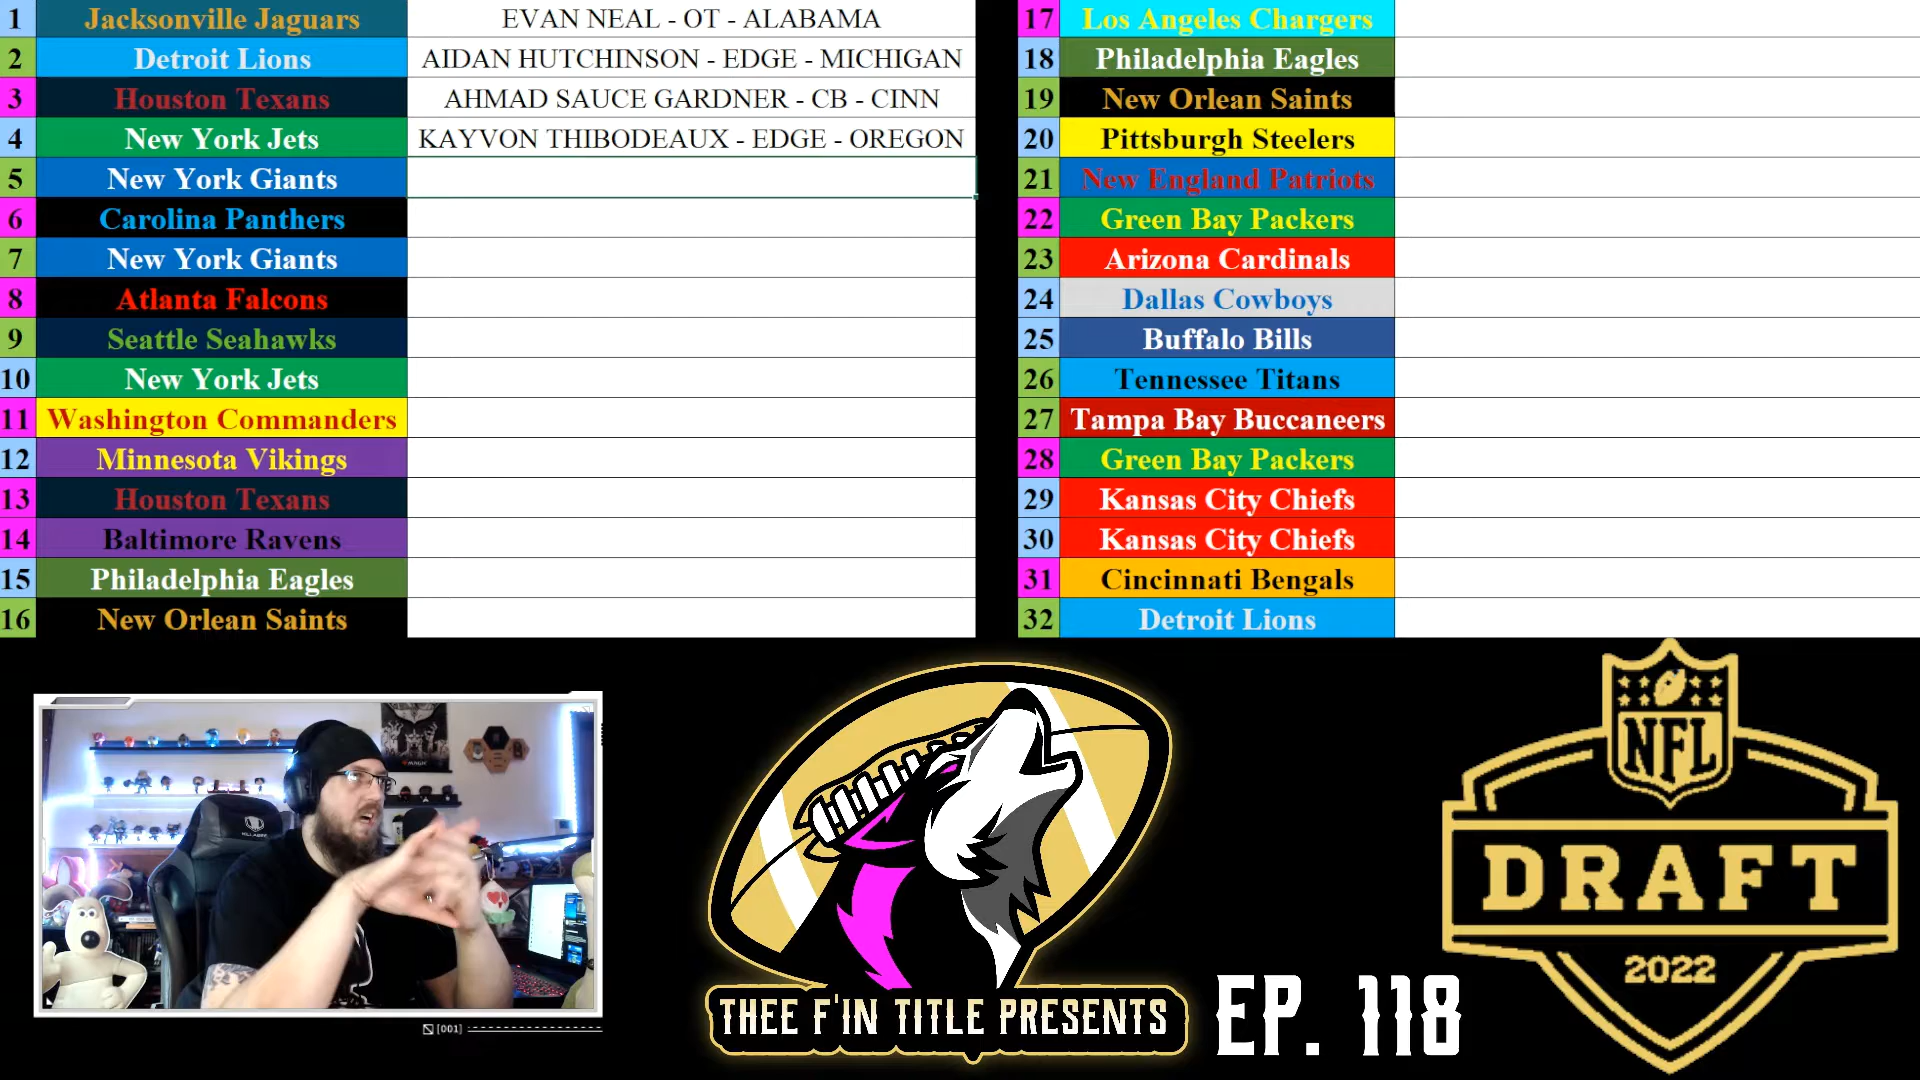 1 Jacksonville Jaguars EVAN NEAL - OT - ALABAMA
2 Detroit Lions AIDAN HUTCHINSON - EDGE - MICHIGAN
3 Houston Texans AHMAD SAUCE GARDNER - CB - CINN
4 New York Jets KAYVON THIBODEAUX - EDGE - OREGON
5 New York Giants
6 Carolina Panthers
7 New York Giants
8 Atlanta Falcons
9 Seattle Seahawks
10 New York Jets
11 Washington Commanders
12 Minnesota Vikings
13 Houston Texans
14 Baltimore Ravens
15 Philadelphia Eagles
16 New Orlean Saints
17 Los Angeles Chargers
18 Philadelphia Eagles
19 New Orlean Saints
20 Pittsburgh Steelers
21 New England Patriots
22 Green Bay Packers
23 Arizona Cardinals
24 Dallas Cowboys
25 Buffalo Bills
26 Tennessee Titans
27 Tampa Bay Buccaneers
28 Green Bay Packers
29 Kansas City Chiefs
30 Kansas City Chiefs
31 Cincinnati Bengals
32 Detroit Lions
[001]
THEE F'IN TITLE PRESENTS
EP. 118
NFL
DRAFT
2022